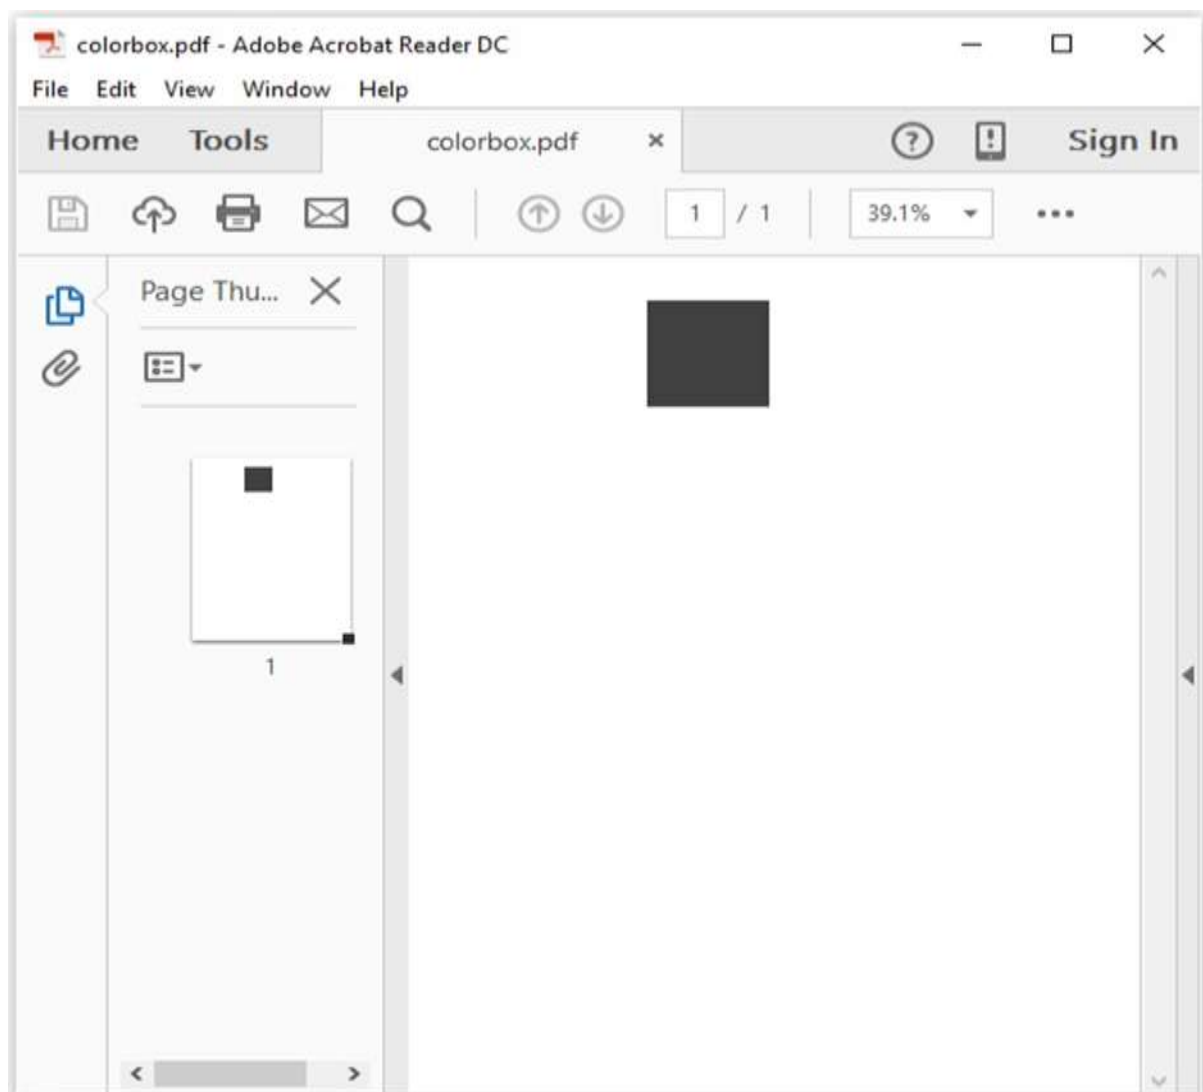 colorbox.pdf - Adobe Acrobat Reader DC
File Edit View Window Help
Home Tools colorbox.pdf Sign In
1 / 1 39.1%
Page Thu...
1